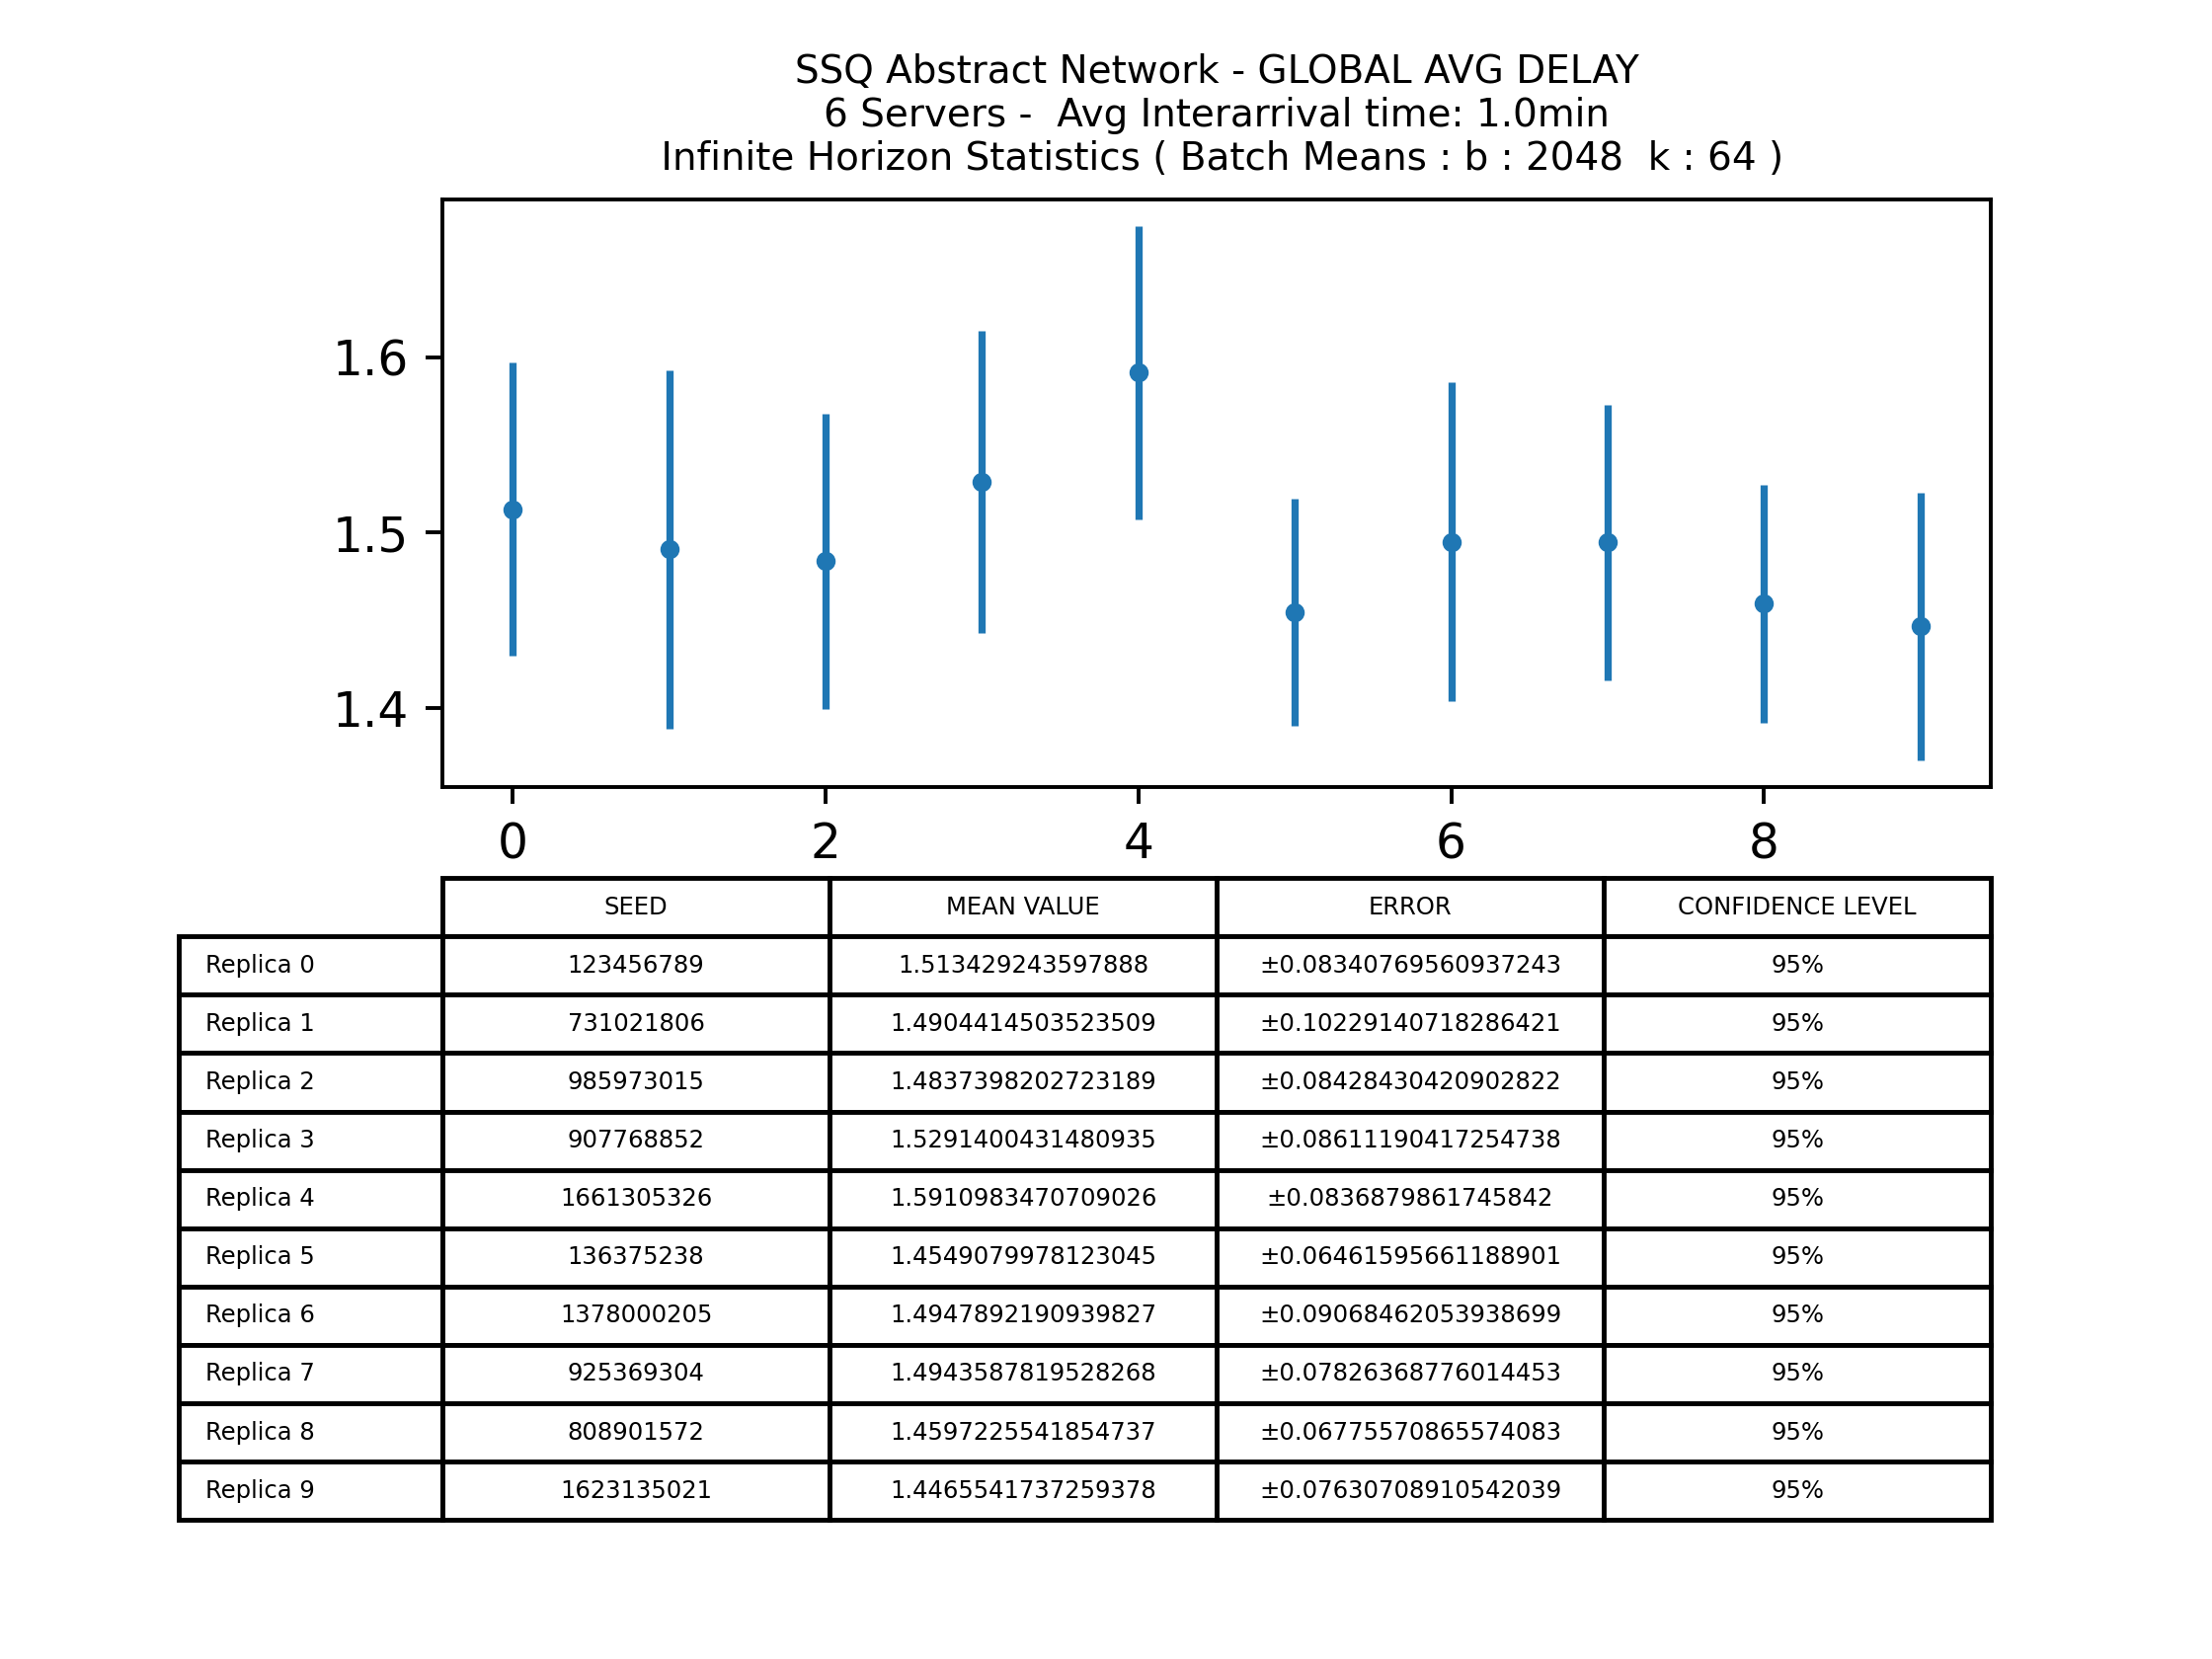 SSQ Abstract Network - GLOBAL AVG DELAY
6 Servers -  Avg Interarrival time: 1.0min
Infinite Horizon Statistics ( Batch Means : b : 2048  k : 64 )
1.6
1.5
1.4
0 2 4 6 8
SEED MEAN VALUE ERROR CONFIDENCE LEVEL
Replica 0 123456789 1.513429243597888 ±0.08340769560937243 95%
Replica 1 731021806 1.4904414503523509 ±0.10229140718286421 95%
Replica 2 985973015 1.4837398202723189 ±0.08428430420902822 95%
Replica 3 907768852 1.5291400431480935 ±0.08611190417254738 95%
Replica 4 1661305326 1.5910983470709026 ±0.0836879861745842 95%
Replica 5 136375238 1.4549079978123045 ±0.06461595661188901 95%
Replica 6 1378000205 1.4947892190939827 ±0.09068462053938699 95%
Replica 7 925369304 1.4943587819528268 ±0.07826368776014453 95%
Replica 8 808901572 1.4597225541854737 ±0.06775570865574083 95%
Replica 9 1623135021 1.4465541737259378 ±0.07630708910542039 95%